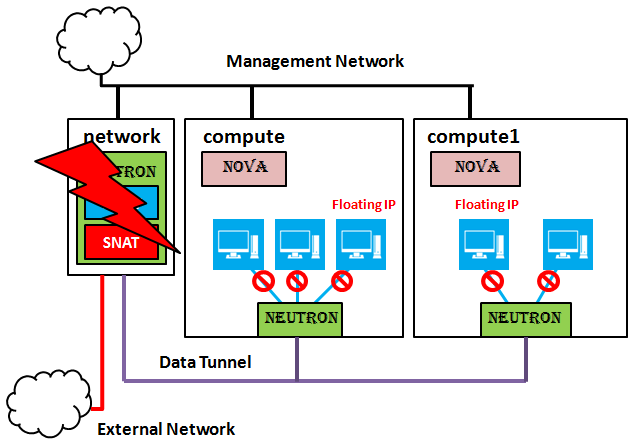 Management Network
network
compute
compute1
NOVA
NOVA
Floating IP
Floating IP
SNAT
NEUTRON
NEUTRON
Data Tunnel
External Network